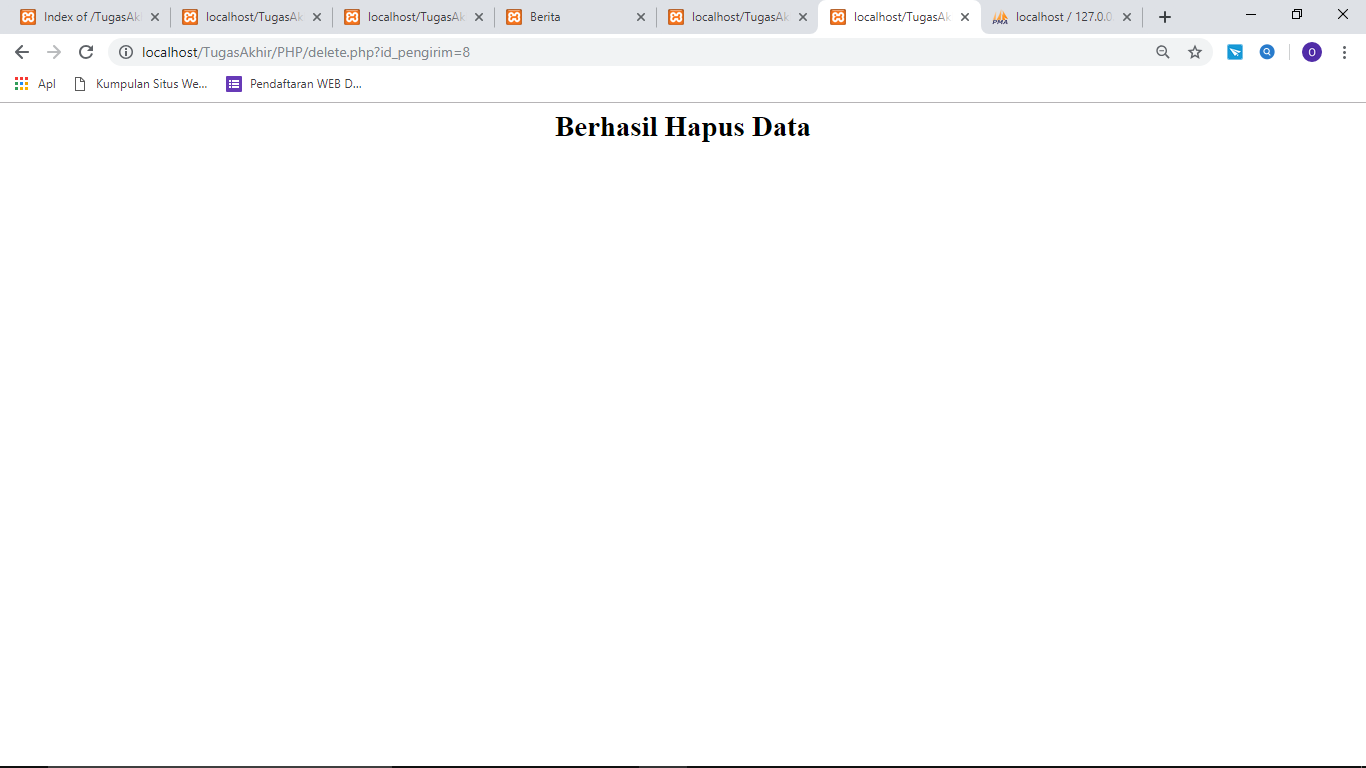 Index of /TugasAk
localhost/TugasAk
localhost/TugasAk
Berita
localhost/TugasAk
localhost/TugasAk
localhost / 127.0.0.
localhost/TugasAkhir/PHP/delete.php?id_pengirim=8
O
Apl
Kumpulan Situs We...
Pendaftaran WEB D...
Berhasil Hapus Data